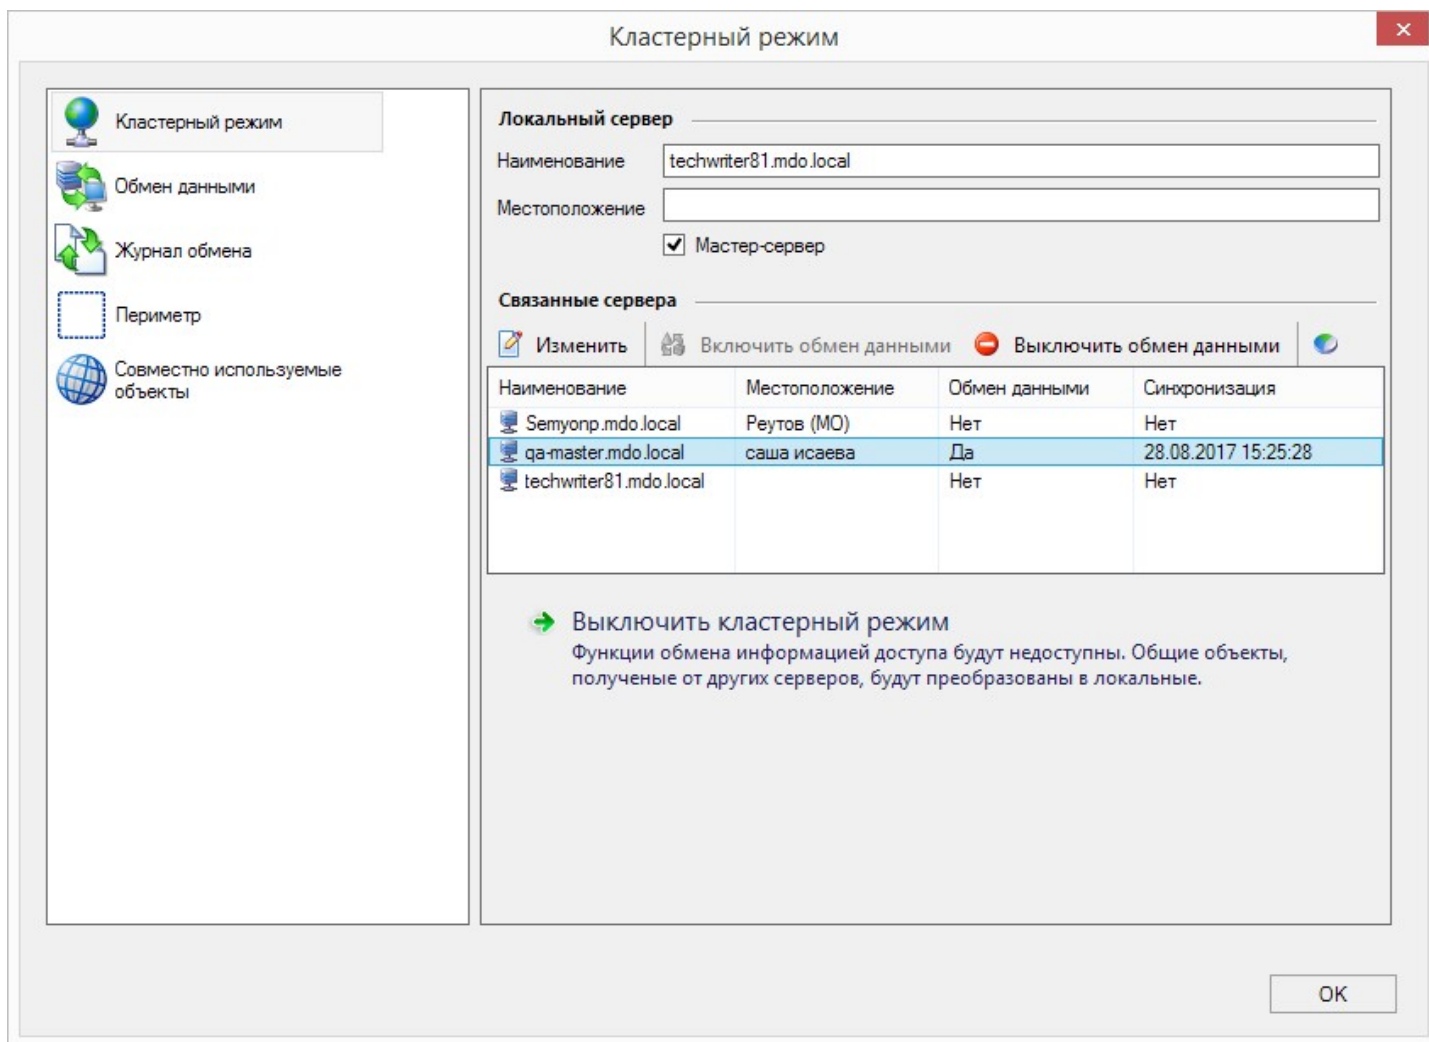 Кластерный режим
Кластерный режим
Обмен данными
Журнал обмена
Периметр
Совместно используемые
объекты
Локальный сервер
Наименование techwriter81.mdo.local
Местоположение
Мастер-сервер
Связанные сервера
Изменить Включить обмен данными Выключить обмен данными
Наименование Местоположение Обмен данными Синхронизация
Semyonp.mdo.local Реутов (МО) Нет Нет
qa-master.mdo.local саша исаева Да 28.08.2017 15:25:28
techwriter81.mdo.local Нет Нет
Выключить кластерный режим
Функции обмена информацией доступа будут недоступны. Общие объекты,
полученые от других серверов, будут преобразованы в локальные.
OK